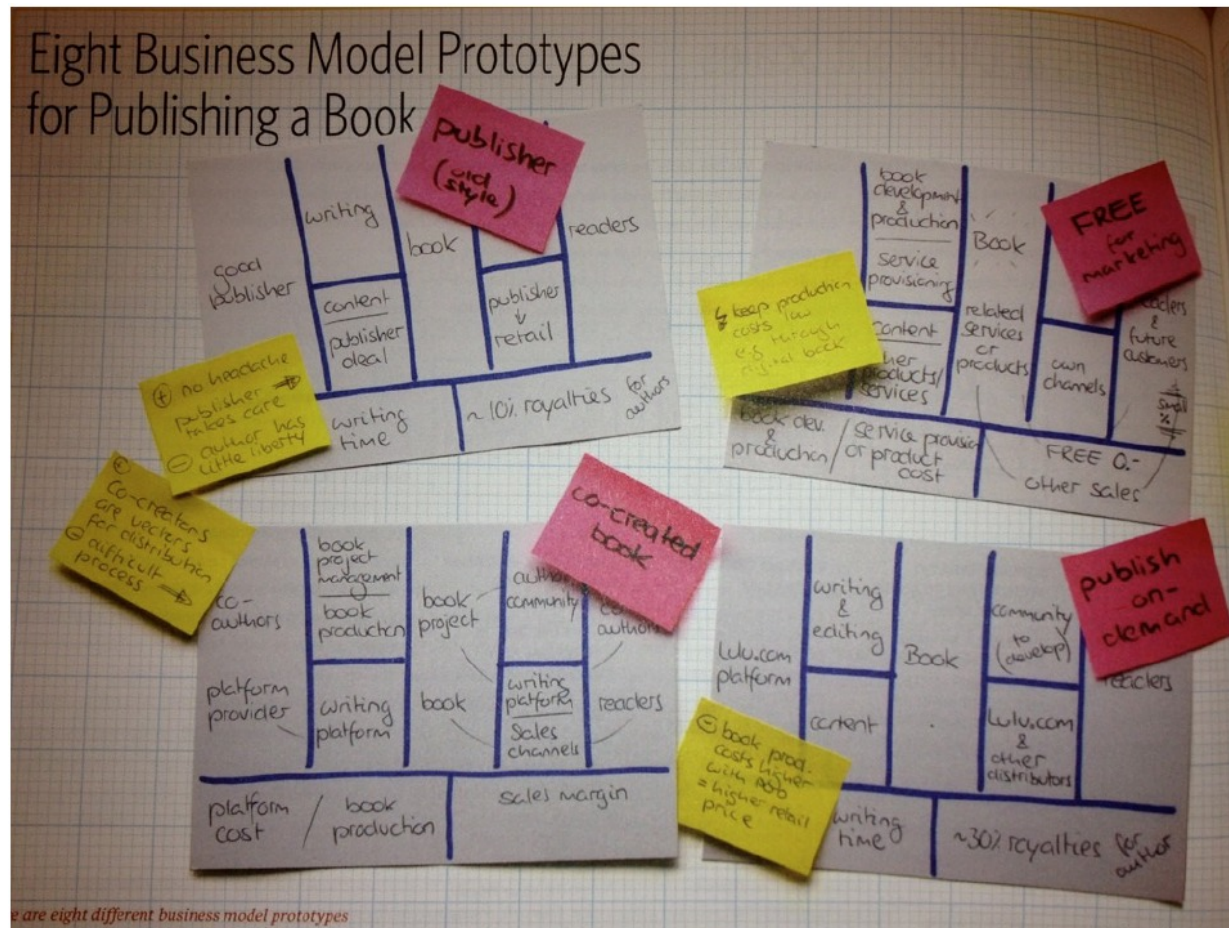 Eight Business Model Prototypes
for Publishing a Book
publisher
(old
style)
good
publisher
writing
content
publisher
deal
book
publisher
↓
retail
readers
writing
time
~10% royalties for
authors
⊕ no headache
publisher →
takes care
⊖ author has
little liberty
FREE
for
marketing
book
development
&
production
service
provisioning
content
products/
services
Book
related
services
or
products
own
channels
&
future
customers
small
%
book dev.
&
production
/
service provision
or product
cost
FREE 0.-
other sales
keep production
costs low
e.g. through
digital book
co-created
book
co-
authors
platform
provider
book
project
management
book
production
writing
platform
book
project
book
community
writing
platform
sales
channels
authors
readers
platform
cost
/
book
production
sales margin
⊕
co-creators
are vectors
for distribution
⊖ difficult
process →
publish
on-
demand
Lulu.com
platform
writing
&
editing
content
Book
community
(to
develop)
Lulu.com
&
other
distributors
readers
writing
time
~30% royalties for
author
⊖ book prod.
costs higher
with POD
= higher retail
price
e are eight different business model prototypes